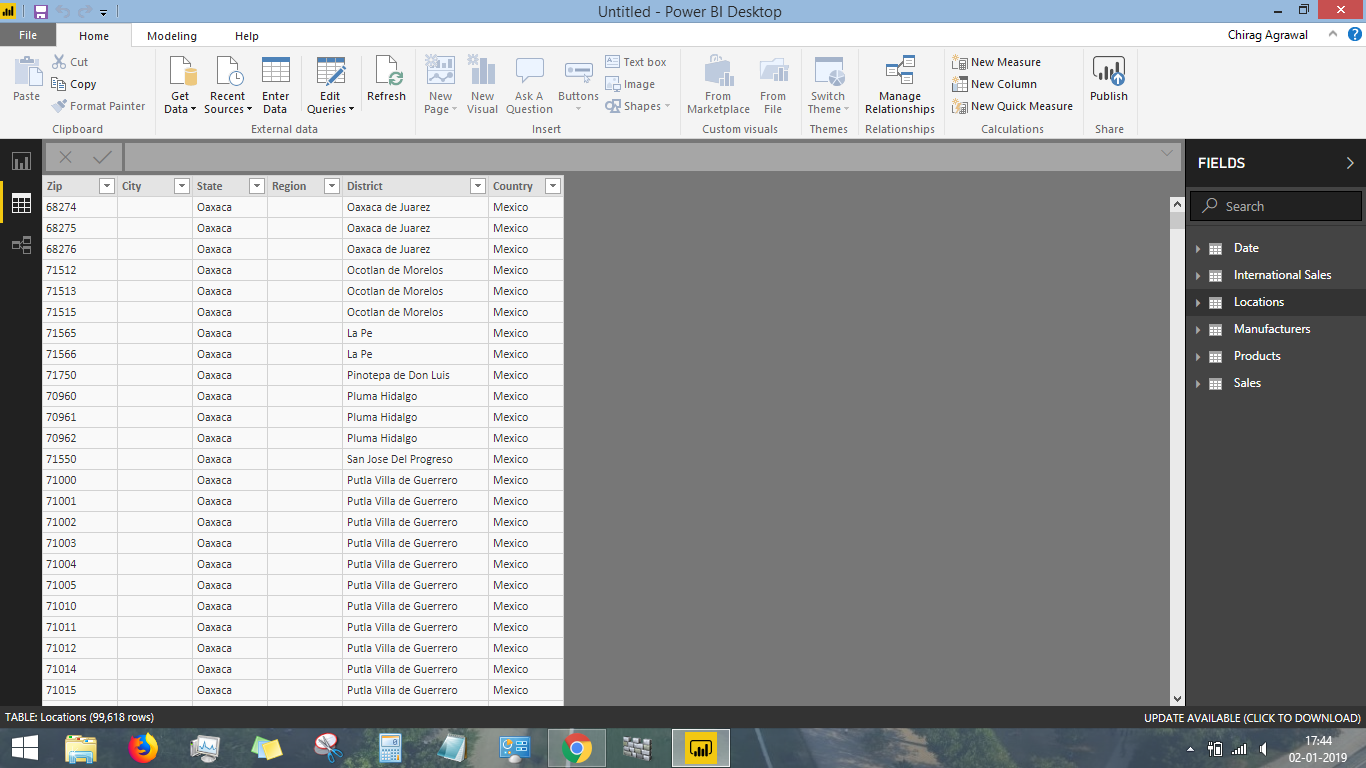 Untitled - Power BI Desktop
File Home Modeling Help Chirag Agrawal
Paste
Cut
Copy
Format Painter
Clipboard
Get Data
Recent Sources
Enter Data
Edit Queries
Refresh
External data
New Page
New Visual
Ask A Question
Buttons
Text box
Image
Shapes
Insert
From Marketplace
From File
Custom visuals
Switch Theme
Themes
Manage Relationships
Relationships
New Measure
New Column
New Quick Measure
Calculations
Publish
Share
Zip City State Region District Country
68274 Oaxaca Oaxaca de Juarez Mexico
68275 Oaxaca Oaxaca de Juarez Mexico
68276 Oaxaca Oaxaca de Juarez Mexico
71512 Oaxaca Ocotlan de Morelos Mexico
71513 Oaxaca Ocotlan de Morelos Mexico
71515 Oaxaca Ocotlan de Morelos Mexico
71565 Oaxaca La Pe Mexico
71566 Oaxaca La Pe Mexico
71750 Oaxaca Pinotepa de Don Luis Mexico
70960 Oaxaca Pluma Hidalgo Mexico
70961 Oaxaca Pluma Hidalgo Mexico
70962 Oaxaca Pluma Hidalgo Mexico
71550 Oaxaca San Jose Del Progreso Mexico
71000 Oaxaca Putla Villa de Guerrero Mexico
71001 Oaxaca Putla Villa de Guerrero Mexico
71002 Oaxaca Putla Villa de Guerrero Mexico
71003 Oaxaca Putla Villa de Guerrero Mexico
71004 Oaxaca Putla Villa de Guerrero Mexico
71005 Oaxaca Putla Villa de Guerrero Mexico
71010 Oaxaca Putla Villa de Guerrero Mexico
71011 Oaxaca Putla Villa de Guerrero Mexico
71012 Oaxaca Putla Villa de Guerrero Mexico
71014 Oaxaca Putla Villa de Guerrero Mexico
71015 Oaxaca Putla Villa de Guerrero Mexico
FIELDS
Search
Date
International Sales
Locations
Manufacturers
Products
Sales
TABLE: Locations (99,618 rows)
UPDATE AVAILABLE (CLICK TO DOWNLOAD)
17:44
02-01-2019